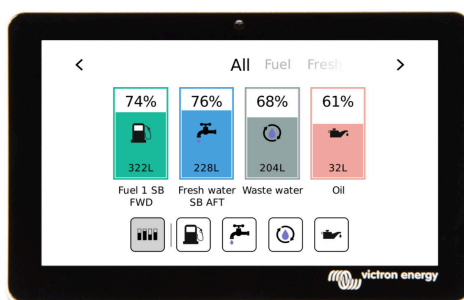 All Fuel Fresh
74% 76% 68% 61%
322L 228L 204L 32L
Fuel 1 SB Fresh water Waste water Oil
FWD SB AFT
victron energy